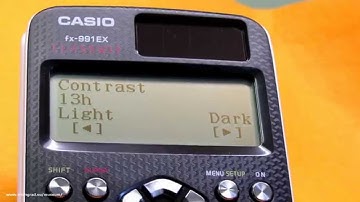 CASIO
fx-991EX
Contrast
13h
Light Dark
[◄] [►]
SHIFT MENU SETUP ON